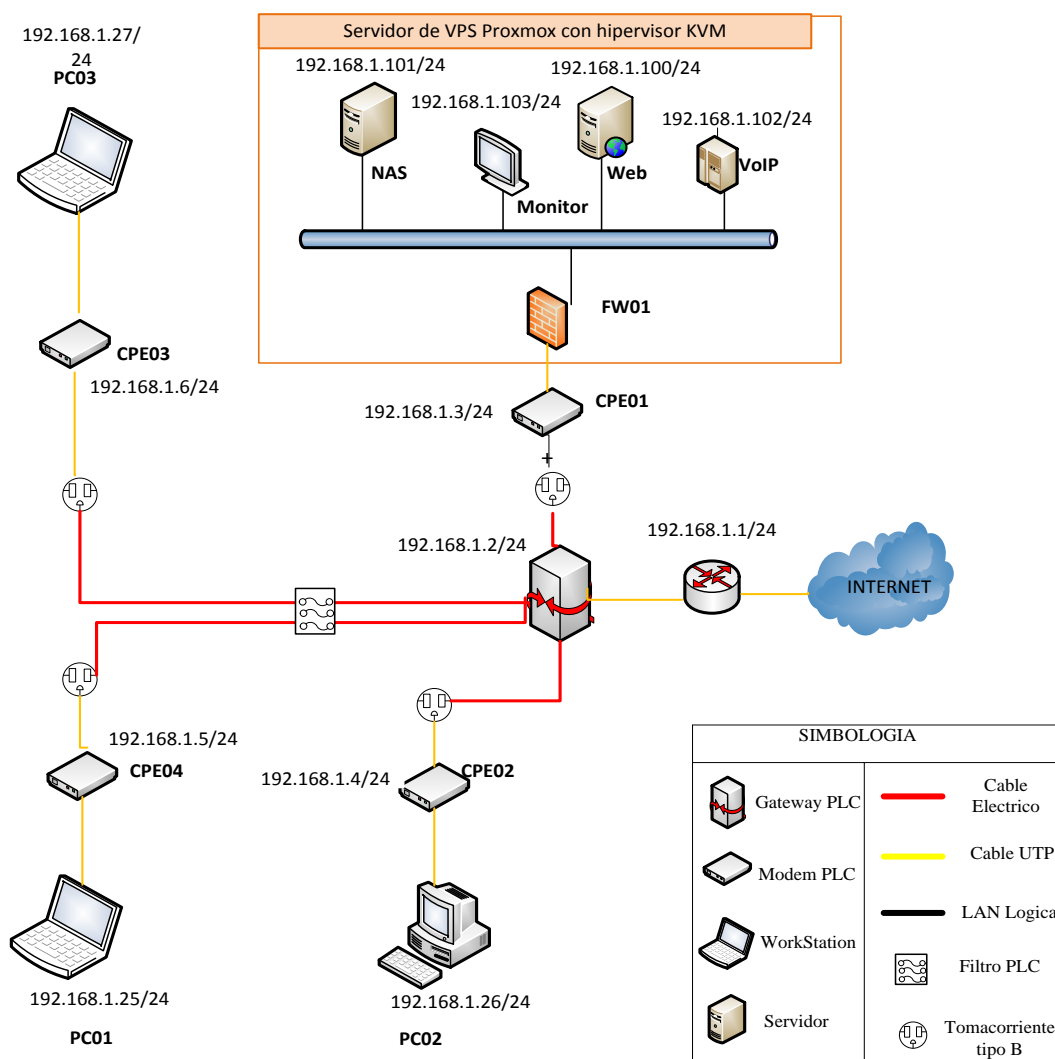 192.168.1.27/
24
PC03
Servidor de VPS Proxmox con hipervisor KVM
192.168.1.101/24
192.168.1.100/24
192.168.1.103/24
192.168.1.102/24
NAS
Monitor
Web
VoIP
FW01
CPE03
192.168.1.6/24
192.168.1.3/24
CPE01
192.168.1.2/24
192.168.1.1/24
INTERNET
192.168.1.5/24
CPE04
192.168.1.4/24
CPE02
192.168.1.25/24
PC01
192.168.1.26/24
PC02
SIMBOLOGIA
Gateway PLC
Modem PLC
WorkStation
Servidor
Cable
Electrico
Cable UTP
LAN Logica
Filtro PLC
Tomacorriente
tipo B